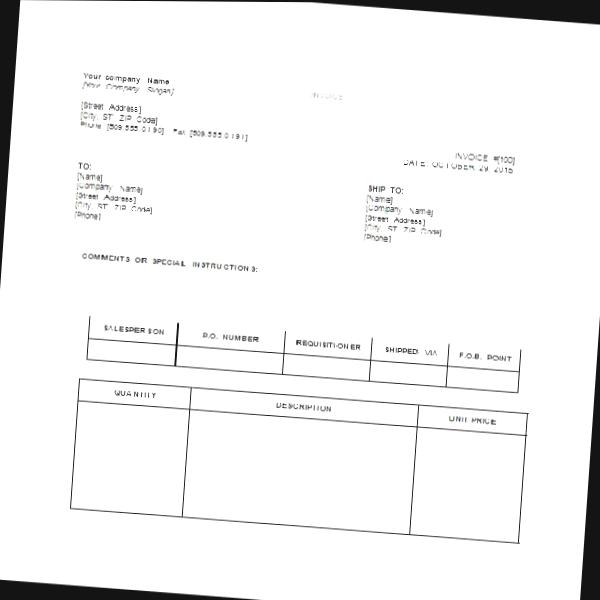 Your company Name
[Your Company Slogan]
INVOICE
[Street Address]
[City, ST ZIP Code]
Phone [509.555.0190] Fax [509.555.0191]
INVOICE #[100]
DATE: OCTOBER 29, 2015
TO:
[Name]
[Company Name]
[Street Address]
[City, ST ZIP Code]
[Phone]
SHIP TO:
[Name]
[Company Name]
[Street Address]
[City, ST ZIP Code]
[Phone]
COMMENTS OR SPECIAL INSTRUCTIONS:
SALESPERSON P.O. NUMBER REQUISITIONER SHIPPED VIA F.O.B. POINT
QUANTITY DESCRIPTION UNIT PRICE